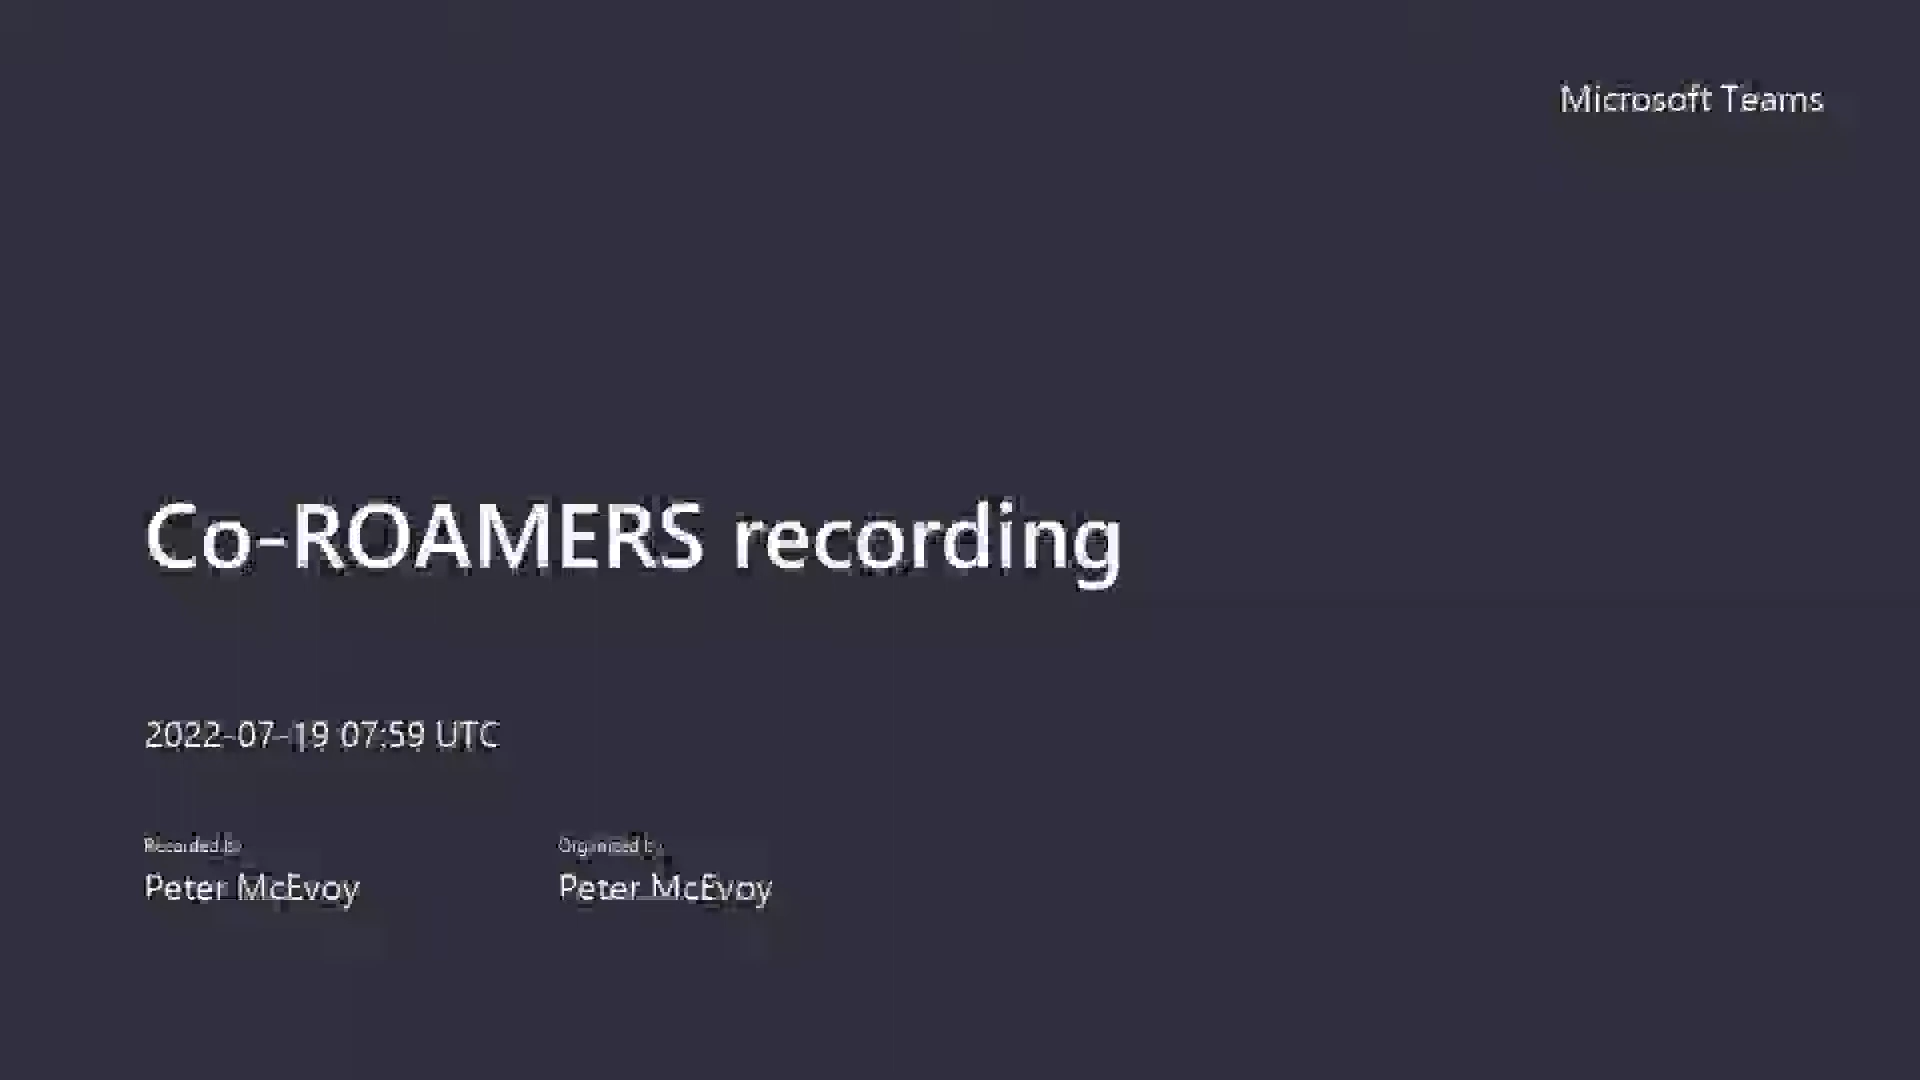 Microsoft Teams
Co-ROAMERS recording
2022-07-19 07:59 UTC
Recorded by
Organized by
Peter McEvoy
Peter McEvoy